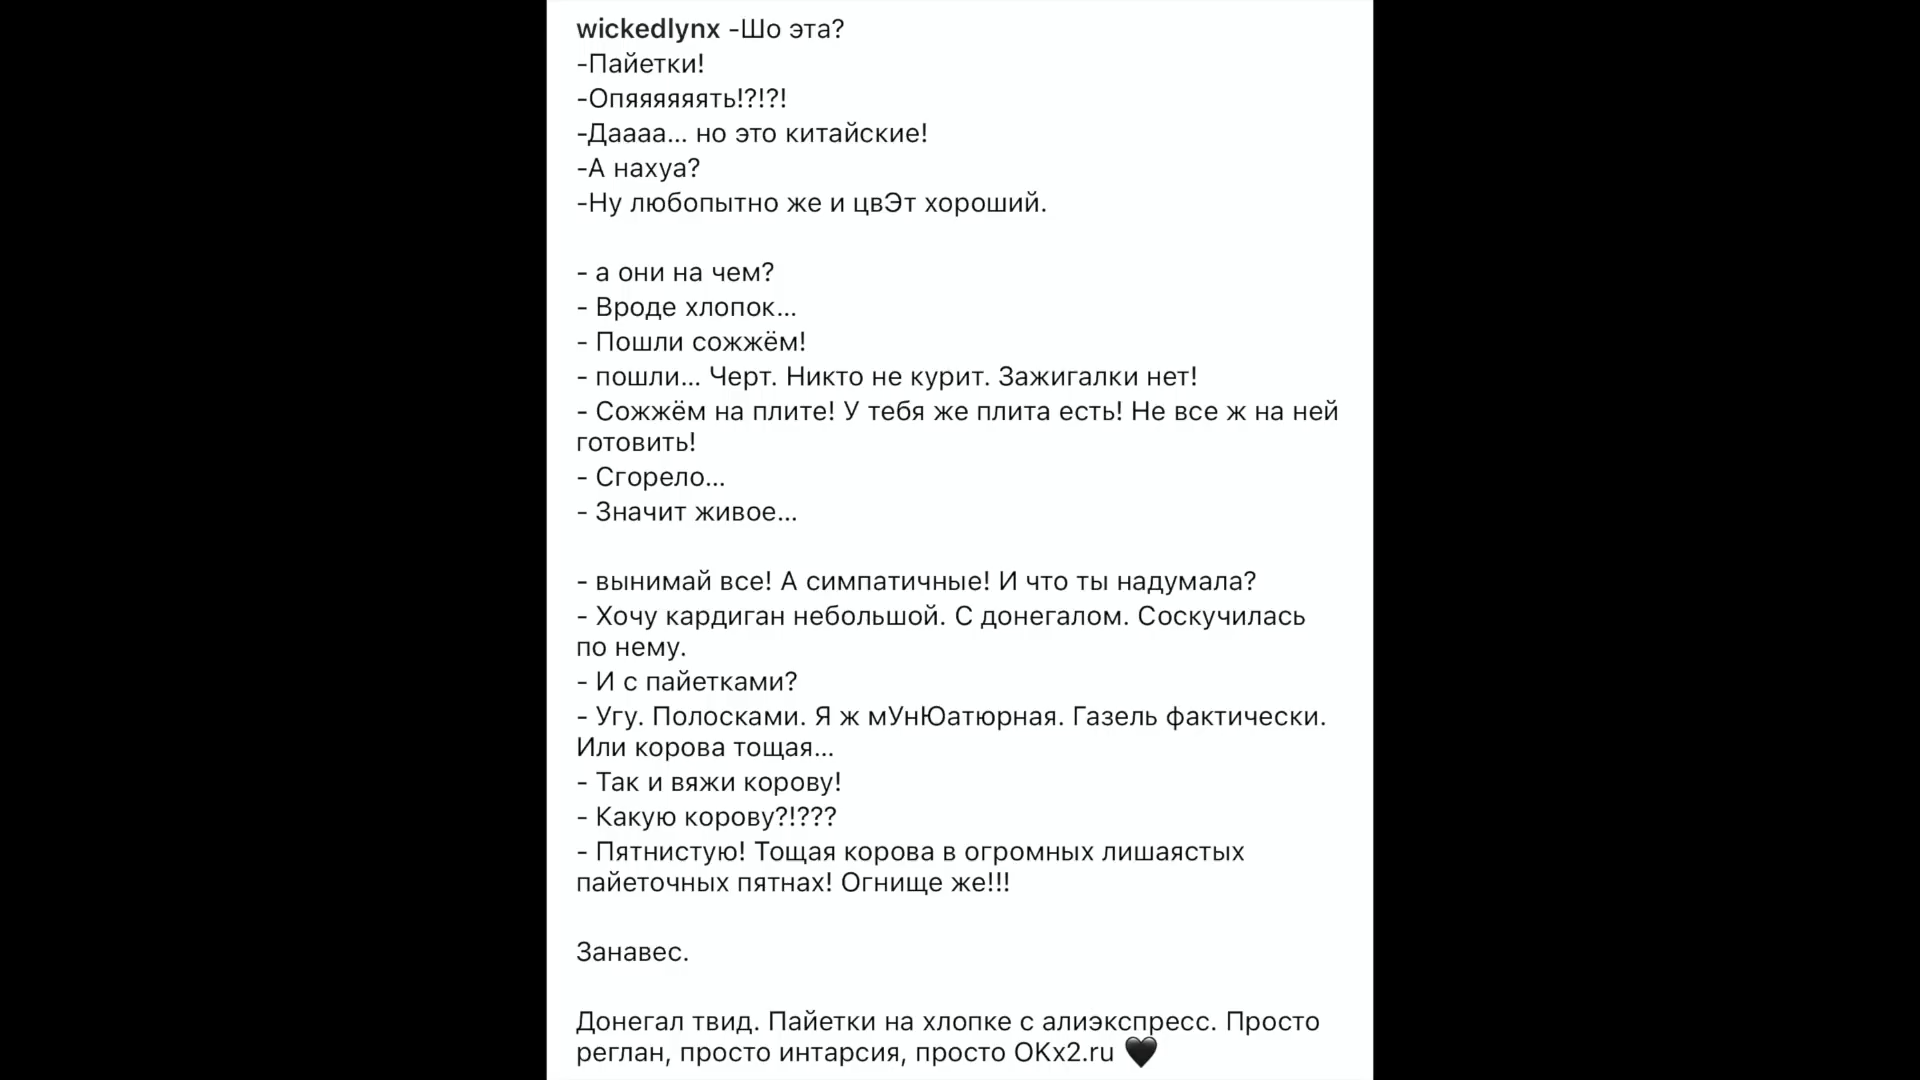 wickedlynx -Шо эта?
-Пайетки!
-Опяяяяяять!?!?!
-Даааа... но это китайские!
-А нахуа?
-Ну любопытно же и цвЭт хороший.
- а они на чем?
- Вроде хлопок...
- Пошли сожжём!
- пошли... Черт. Никто не курит. Зажигалки нет!
- Сожжём на плите! У тебя же плита есть! Не все ж на ней
готовить!
- Сгорело...
- Значит живое...
- вынимай все! А симпатичные! И что ты надумала?
- Хочу кардиган небольшой. С донегалом. Соскучилась
по нему.
- И с пайетками?
- Угу. Полосками. Я ж мУнЮатюрная. Газель фактически.
Или корова тощая...
- Так и вяжи корову!
- Какую корову?!???
- Пятнистую! Тощая корова в огромных лишаястых
пайеточных пятнах! Огнище же!!!
Занавес.
Донегал твид. Пайетки на хлопке с алиэкспресс. Просто
реглан, просто интарсия, просто OKx2.ru 🖤